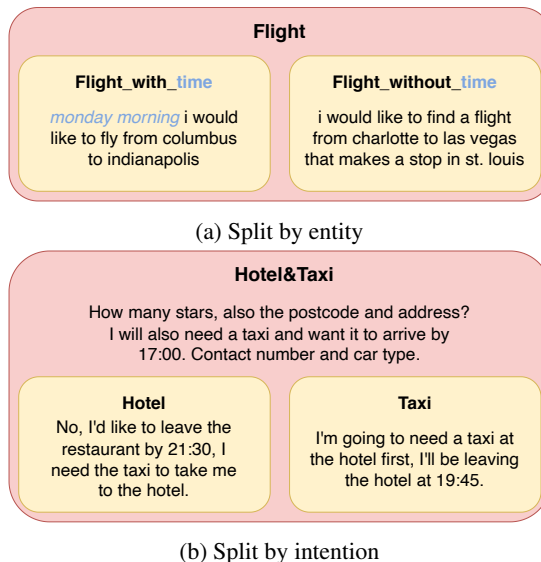 Flight
Flight_with_time
monday morning i would
like to fly from columbus
to indianapolis
Flight_without_time
i would like to find a flight
from charlotte to las vegas
that makes a stop in st. louis
(a) Split by entity
Hotel&Taxi
How many stars, also the postcode and address?
I will also need a taxi and want it to arrive by
17:00. Contact number and car type.
Hotel
No, I'd like to leave the
restaurant by 21:30, I
need the taxi to take me
to the hotel.
Taxi
I'm going to need a taxi at
the hotel first, I'll be leaving
the hotel at 19:45.
(b) Split by intention